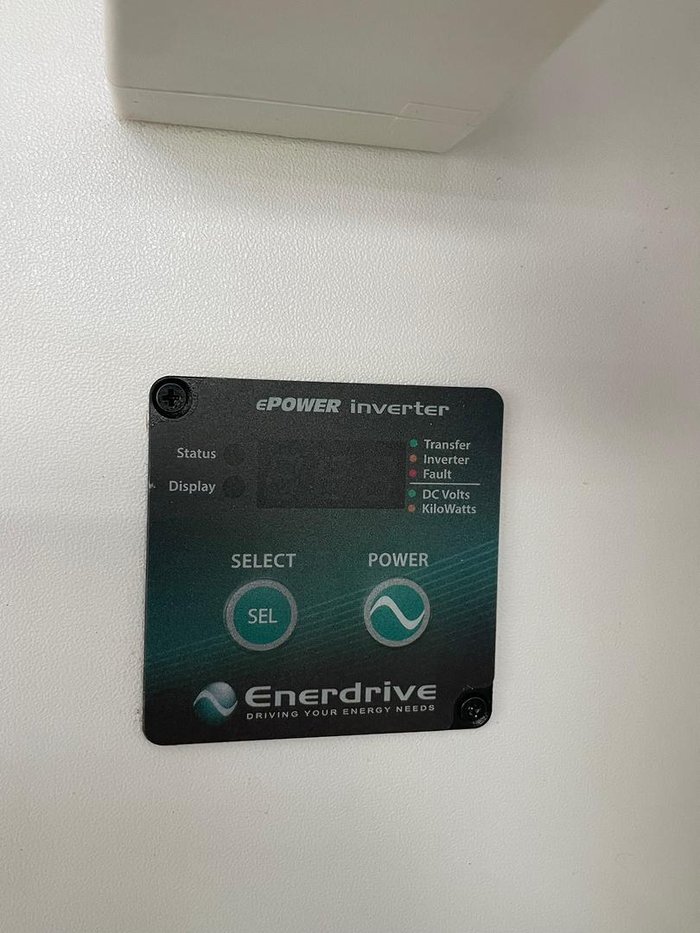 ePOWER inverter
Status
Display
Transfer
Inverter
Fault
DC Volts
KiloWatts
SELECT
POWER
SEL
Enerdrive
DRIVING YOUR ENERGY NEEDS